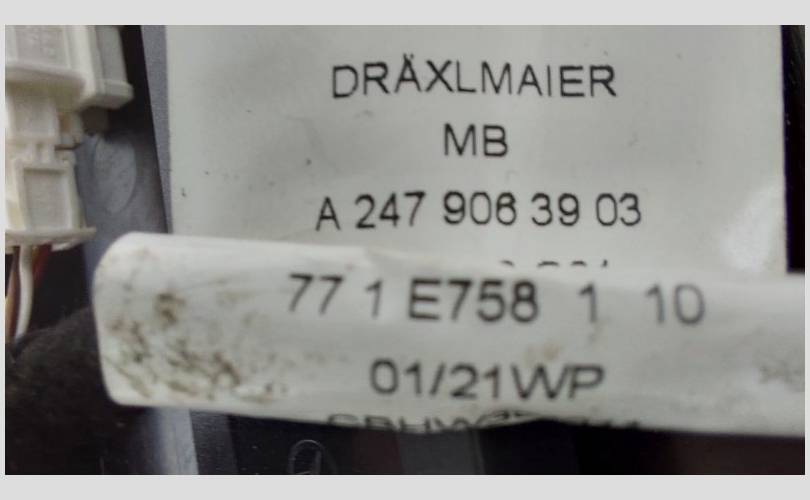 DRÄXLMAIER
MB
A 247 906 39 03
77 1 E758 1 10
01/21WP